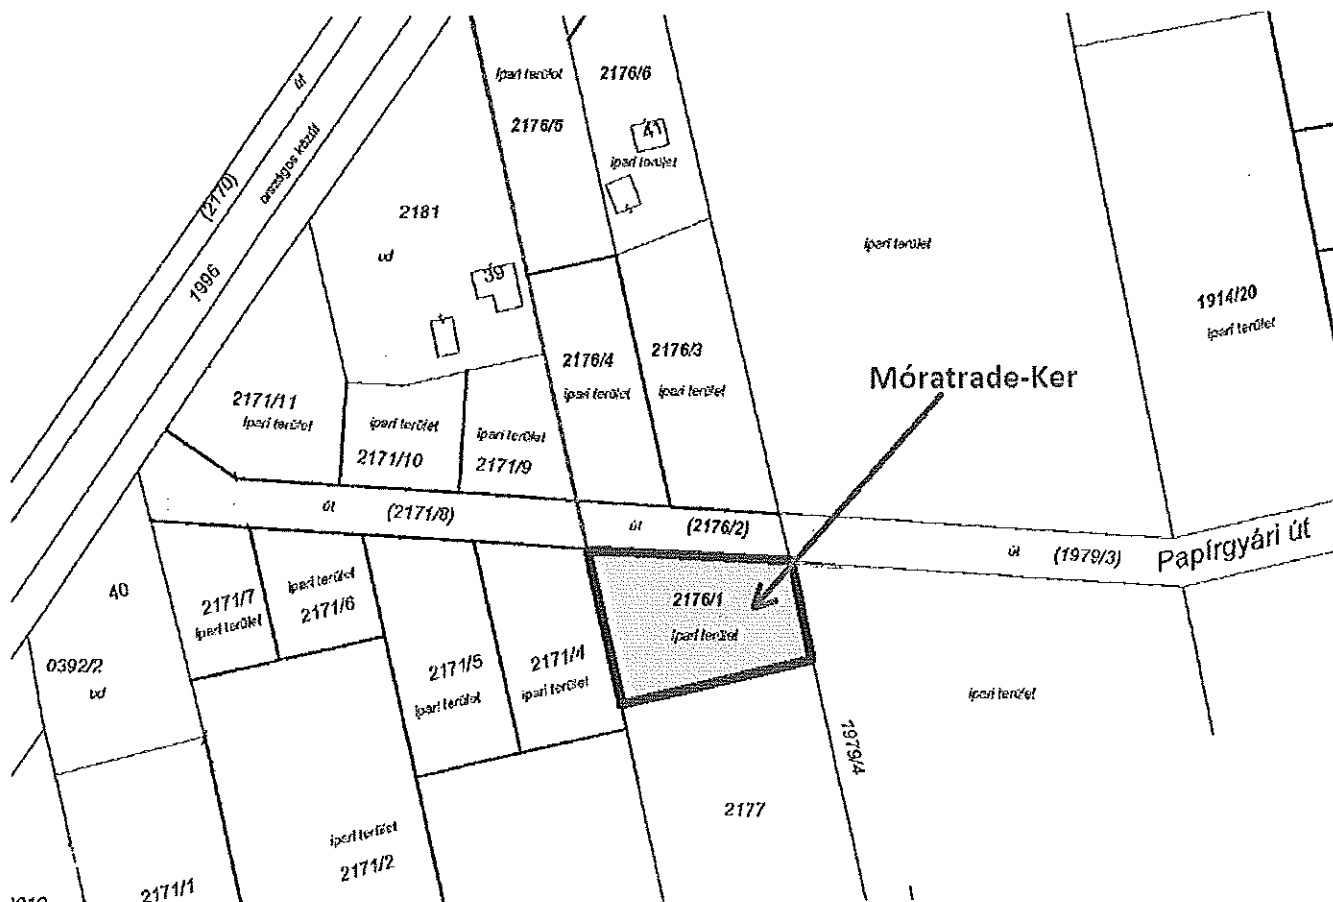 ipari terület
2176/5
2176/6
41
ipari terület
út
(2170)
országos közút
1996
2181
ud
39
ipari terület
1914/20
ipari terület
2176/4
ipari terület
2176/3
ipari terület
Móratrade-Ker
2171/11
ipari terület
ipari terület
2171/10
ipari terület
2171/9
út (2171/8)
út (2176/2)
út (1979/3)
Papírgyári út
40
2171/7
ipari terület
ipari terület
2171/6
2176/1
ipari terület
0392/2
ud
2171/5
ipari terület
2171/4
ipari terület
ipari terület
1979/4
2177
ipari terület
2171/2
2171/1